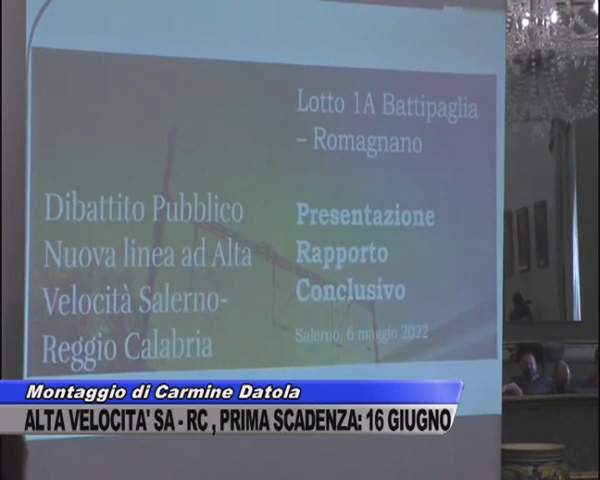 Lotto 1A Battipaglia
– Romagnano
Dibattito Pubblico
Nuova linea ad Alta
Velocità Salerno-
Reggio Calabria
Presentazione
Rapporto
Conclusivo
Salerno, 6 maggio 2022
Montaggio di Carmine Datola
ALTA VELOCITA' SA - RC , PRIMA SCADENZA: 16 GIUGNO